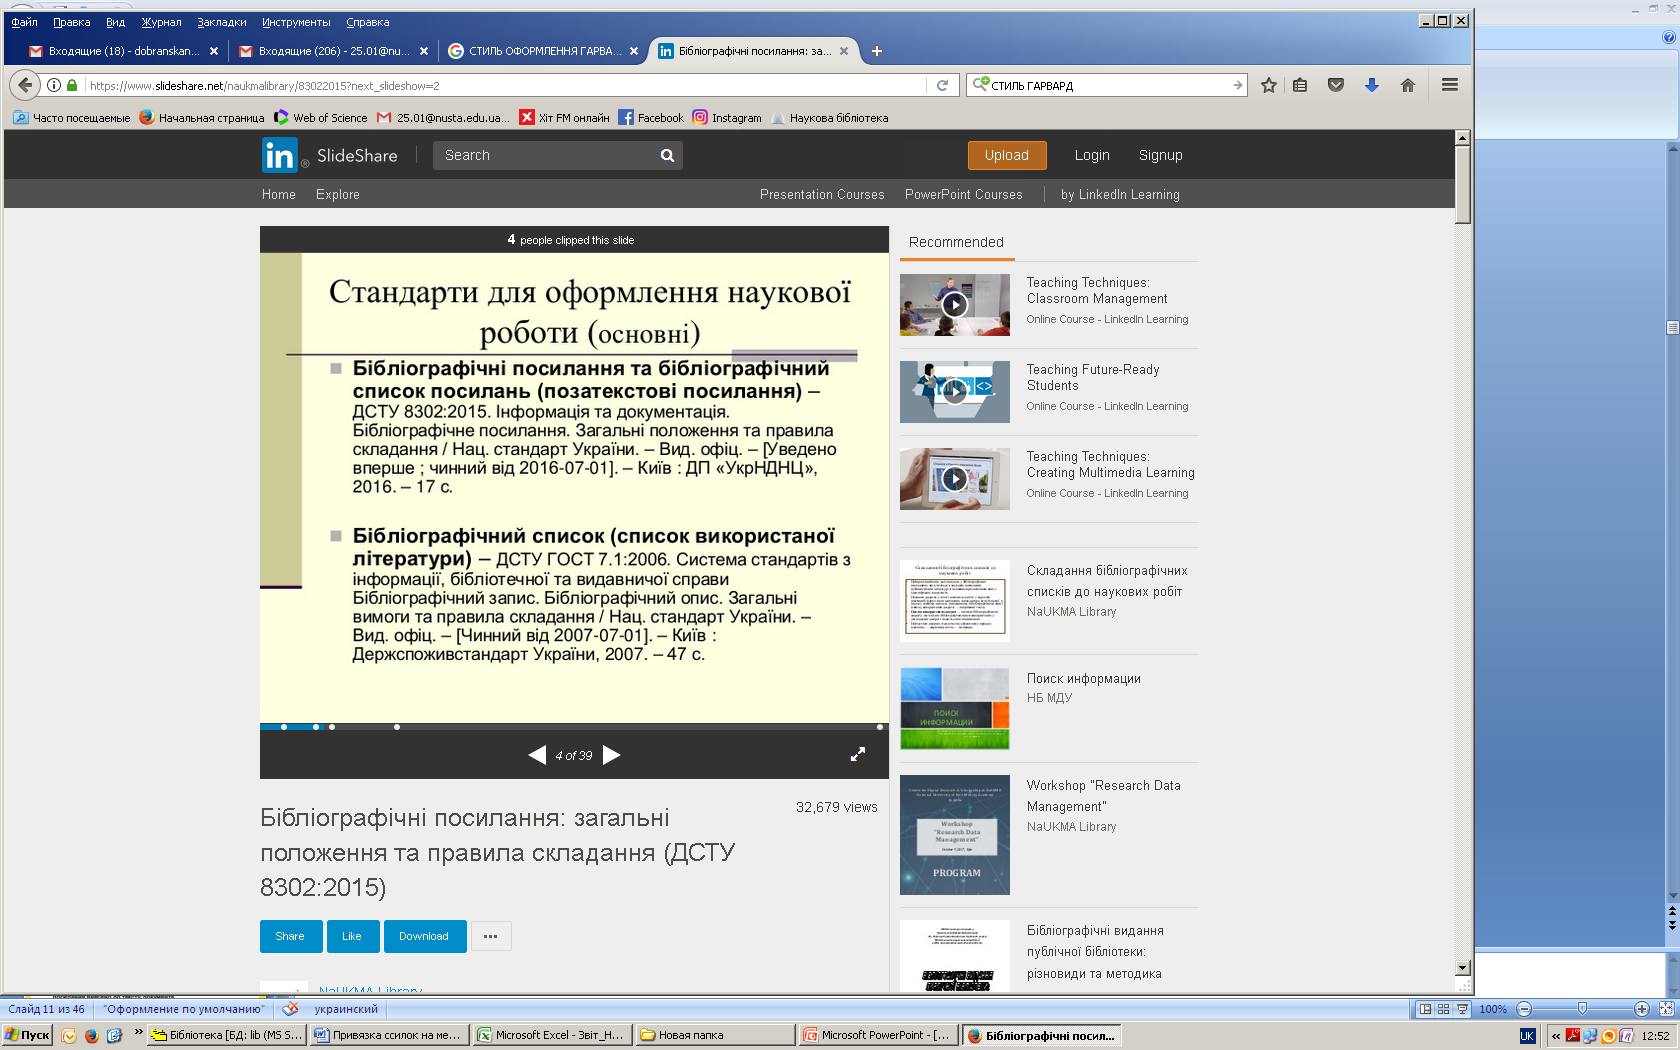 Файл Правка Вид Журнал Закладки Инструменты Справка
Входящие (18) - dobranskan... Входящие (206) - 25.01@nu... СТИЛЬ ОФОРМЛЕННЯ ГАРВА... Бібліографічні посилання: за...
https://www.slideshare.net/naukmalibrary/83022015?next_slideshow=2 СТИЛЬ ГАРВАРД
Часто посещаемые Начальная страница Web of Science 25.01@nusta.edu.ua... Хіт FM онлайн Facebook Instagram Наукова бібліотека
in SlideShare Search Upload Login Signup
Home Explore Presentation Courses PowerPoint Courses by LinkedIn Learning
4 people clipped this slide
Стандарти для оформлення наукової
роботи (основні)
Бібліографічні посилання та бібліографічний
список посилань (позатекстові посилання) –
ДСТУ 8302:2015. Інформація та документація.
Бібліографічне посилання. Загальні положення та правила
складання / Нац. стандарт України. – Вид. офіц. – [Уведено
вперше ; чинний від 2016-07-01]. – Київ : ДП «УкрНДНЦ»,
2016. – 17 с.
Бібліографічний список (список використаної
літератури) – ДСТУ ГОСТ 7.1:2006. Система стандартів з
інформації, бібліотечної та видавничої справи
Бібліографічний запис. Бібліографічний опис. Загальні
вимоги та правила складання / Нац. стандарт України. –
Вид. офіц. – [Чинний від 2007-07-01]. – Київ :
Держспоживстандарт України, 2007. – 47 с.
4 of 39
Бібліографічні посилання: загальні
положення та правила складання (ДСТУ
8302:2015)
32,679 views
Share Like Download
NaUKMA Library
Recommended
Teaching Techniques:
Classroom Management
Online Course - LinkedIn Learning
Teaching Future-Ready
Students
Online Course - LinkedIn Learning
Teaching Techniques:
Creating Multimedia Learning
Online Course - LinkedIn Learning
Складання бібліографічних
списків до наукових робіт
NaUKMA Library
ПОИСК
ИНФОРМАЦИИ
Поиск информации
НБ МДУ
Workshop
"Research Data
Management"
PROGRAM
Workshop "Research Data
Management"
NaUKMA Library
Бібліографічні видання
публічної бібліотеки:
різновиди та методика
Слайд 11 из 46 "Оформление по умолчанию" украинский 100%
Пуск Бібліотека [БД: lib (MS S... Привязка ссилок на ме... Microsoft Excel - Звіт_Н... Новая папка Microsoft PowerPoint - [... Бібліографічні посил... UK 12:52